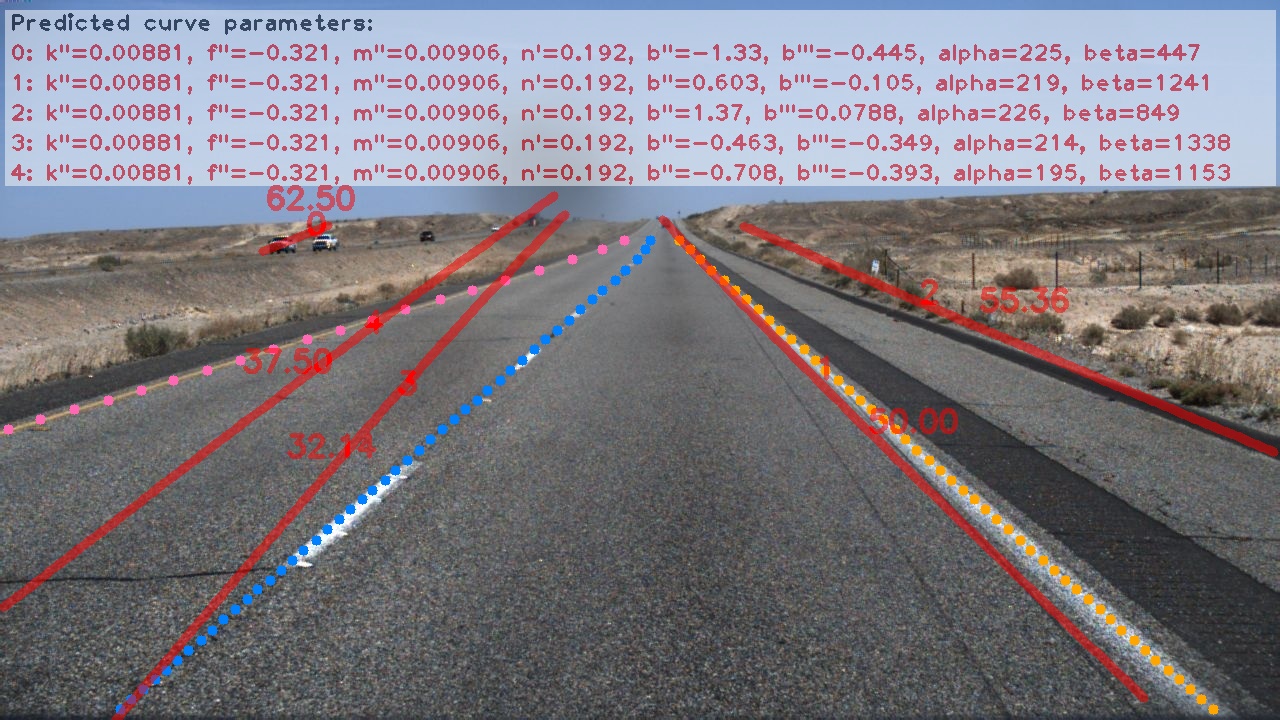 Predicted curve parameters:
0: k''=0.00881, f''=-0.321, m''=0.00906, n'=0.192, b''=-1.33, b'''=-0.445, alpha=225, beta=447
1: k''=0.00881, f''=-0.321, m''=0.00906, n'=0.192, b''=0.603, b'''=-0.105, alpha=219, beta=1241
2: k''=0.00881, f''=-0.321, m''=0.00906, n'=0.192, b''=1.37, b'''=0.0788, alpha=226, beta=849
3: k''=0.00881, f''=-0.321, m''=0.00906, n'=0.192, b''=-0.463, b'''=-0.349, alpha=214, beta=1338
4: k''=0.00881, f''=-0.321, m''=0.00906, n'=0.192, b''=-0.708, b'''=-0.393, alpha=195, beta=1153
62.50
0
2 55.36
4
37.50
1
3
50.00
32.14